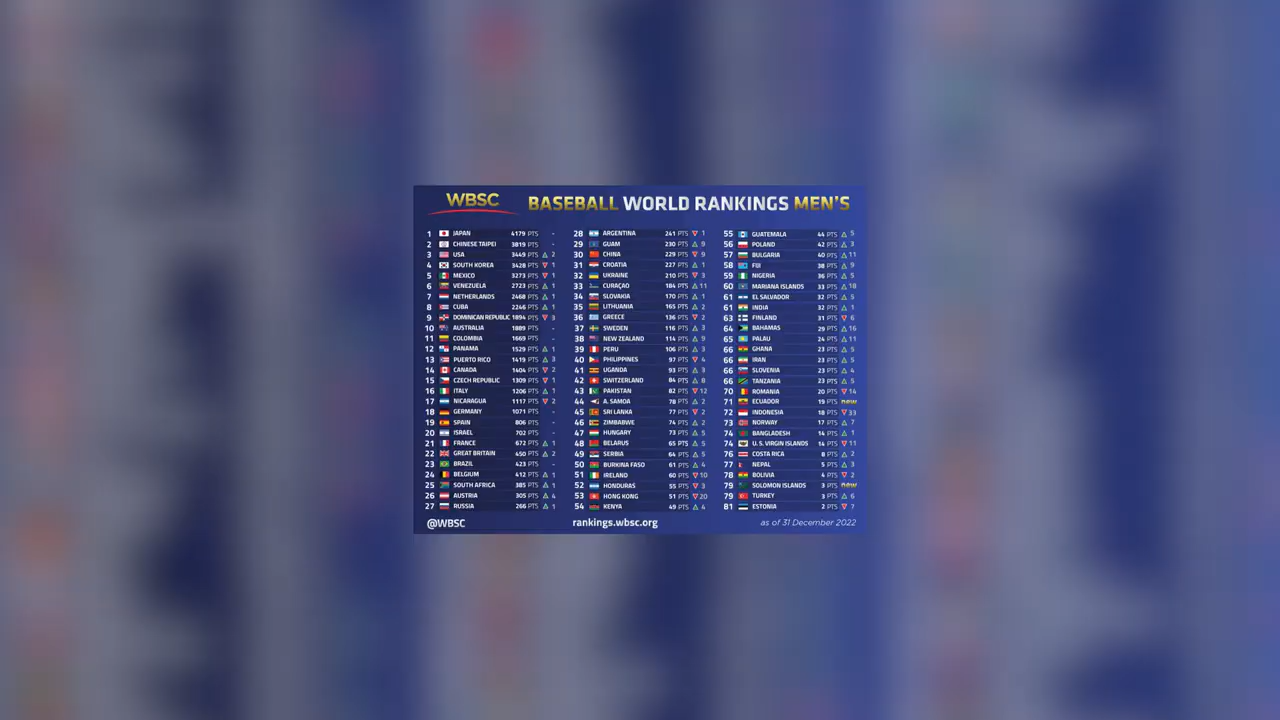 WBSC
BASEBALL WORLD RANKINGS MEN'S
1 JAPAN 4179 PTS -
2 CHINESE TAIPEI 3819 PTS -
3 USA 3449 PTS △ 2
4 SOUTH KOREA 3428 PTS ▽ 1
5 MEXICO 3273 PTS ▽ 1
6 VENEZUELA 2723 PTS △ 1
7 NETHERLANDS 2468 PTS △ 1
8 CUBA 2246 PTS △ 1
9 DOMINICAN REPUBLIC 1894 PTS ▽ 3
10 AUSTRALIA 1889 PTS -
11 COLOMBIA 1669 PTS -
12 PANAMA 1529 PTS △ 1
13 PUERTO RICO 1419 PTS △ 3
14 CANADA 1404 PTS ▽ 2
15 CZECH REPUBLIC 1309 PTS ▽ 1
16 ITALY 1206 PTS △ 1
17 NICARAGUA 1117 PTS ▽ 2
18 GERMANY 1071 PTS -
19 SPAIN 806 PTS -
20 ISRAEL 702 PTS -
21 FRANCE 672 PTS △ 1
22 GREAT BRITAIN 450 PTS △ 2
23 BRAZIL 423 PTS -
24 BELGIUM 412 PTS △ 1
25 SOUTH AFRICA 385 PTS △ 1
26 AUSTRIA 305 PTS △ 4
27 RUSSIA 266 PTS △ 1
28 ARGENTINA 241 PTS ▽ 1
29 GUAM 230 PTS △ 9
30 CHINA 229 PTS ▽ 9
31 CROATIA 227 PTS △ 1
32 UKRAINE 210 PTS ▽ 3
33 CURAÇAO 184 PTS △ 11
34 SLOVAKIA 170 PTS △ 1
35 LITHUANIA 165 PTS △ 2
36 GREECE 136 PTS ▽ 2
37 SWEDEN 116 PTS △ 3
38 NEW ZEALAND 114 PTS △ 9
39 PERU 106 PTS △ 3
40 PHILIPPINES 97 PTS ▽ 4
41 UGANDA 93 PTS △ 3
42 SWITZERLAND 84 PTS △ 8
43 PAKISTAN 82 PTS ▽ 12
44 A. SAMOA 78 PTS △ 2
45 SRI LANKA 77 PTS ▽ 2
46 ZIMBABWE 74 PTS △ 2
47 HUNGARY 73 PTS △ 5
48 BELARUS 65 PTS △ 5
49 SERBIA 64 PTS △ 5
50 BURKINA FASO 61 PTS △ 4
51 IRELAND 60 PTS ▽ 10
52 HONDURAS 55 PTS ▽ 3
53 HONG KONG 51 PTS ▽ 20
54 KENYA 49 PTS △ 4
55 GUATEMALA 44 PTS △ 5
56 POLAND 42 PTS △ 3
57 BULGARIA 40 PTS △ 11
58 FIJI 38 PTS △ 9
59 NIGERIA 36 PTS △ 5
60 MARIANA ISLANDS 33 PTS △ 18
61 EL SALVADOR 32 PTS △ 5
61 INDIA 32 PTS △ 1
63 FINLAND 31 PTS ▽ 6
64 BAHAMAS 29 PTS △ 16
65 PALAU 24 PTS △ 11
66 GHANA 23 PTS △ 5
66 IRAN 23 PTS △ 5
66 SLOVENIA 23 PTS △ 4
66 TANZANIA 23 PTS △ 5
70 ROMANIA 20 PTS ▽ 14
71 ECUADOR 19 PTS new
72 INDONESIA 18 PTS ▽ 33
73 NORWAY 17 PTS △ 7
74 BANGLADESH 14 PTS △ 1
74 U.S. VIRGIN ISLANDS 14 PTS ▽ 11
76 COSTA RICA 8 PTS △ 2
77 NEPAL 5 PTS △ 3
78 BOLIVIA 4 PTS ▽ 2
79 SOLOMON ISLANDS 3 PTS new
79 TURKEY 3 PTS △ 6
81 ESTONIA 2 PTS ▽ 7
@WBSC
rankings.wbsc.org
as of 31 December 2022